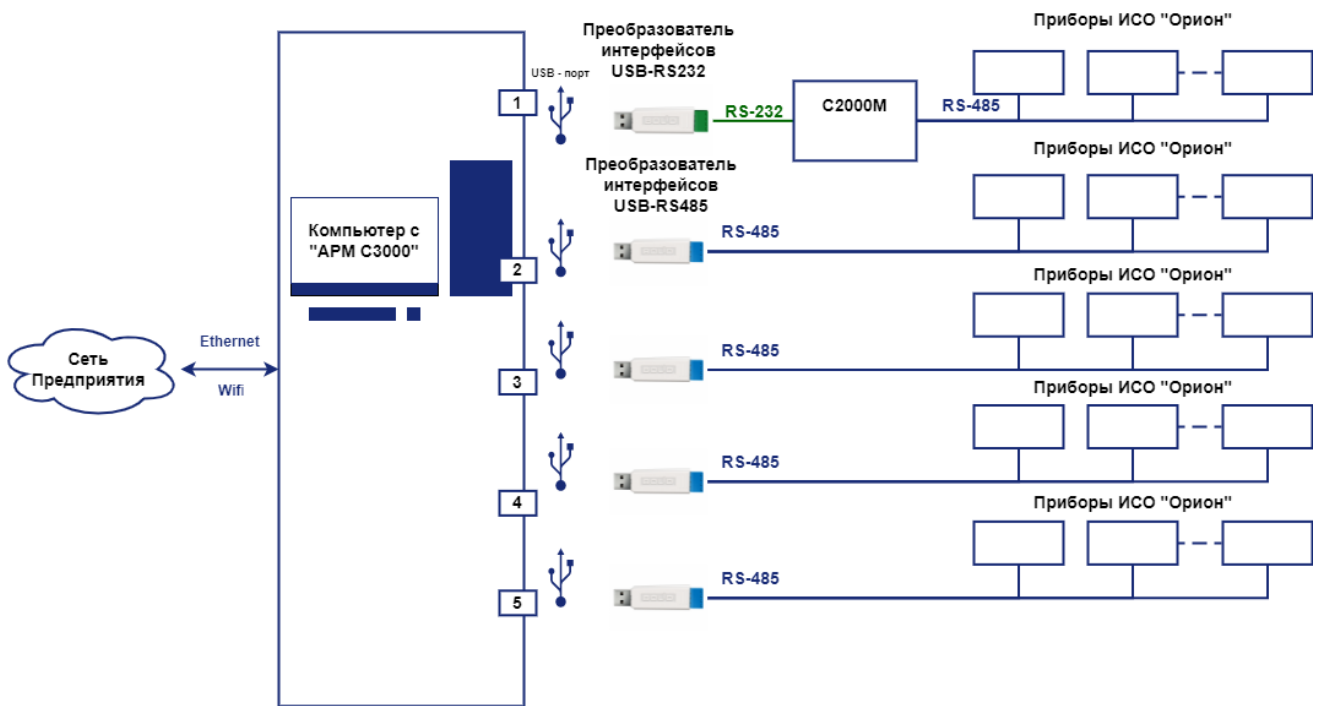 Приборы ИСО "Орион"
Преобразователь
интерфейсов
USB-RS232
USB - порт
1
RS-232
С2000М
RS-485
Приборы ИСО "Орион"
Преобразователь
интерфейсов
USB-RS485
Компьютер с
"АРМ С3000"
2
RS-485
Приборы ИСО "Орион"
Ethernet
Сеть
Предприятия
Wifi
3
RS-485
Приборы ИСО "Орион"
4
RS-485
Приборы ИСО "Орион"
5
RS-485